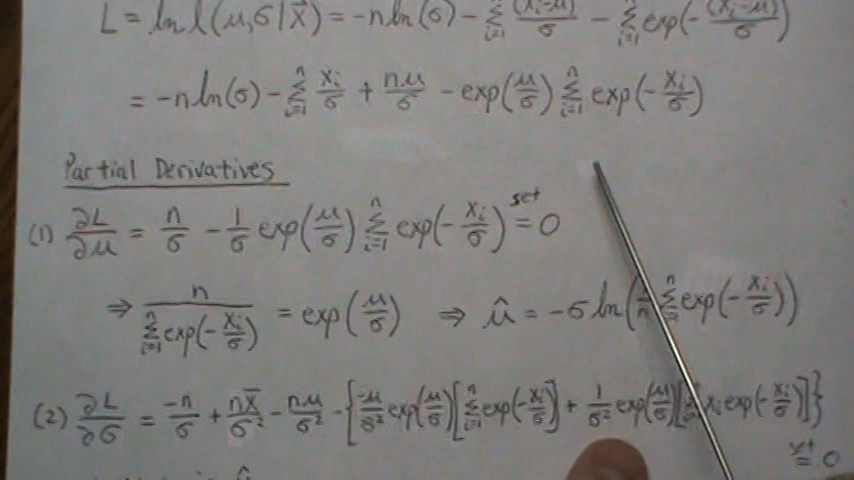 L = ln l(μ,σ|x⃗) = -n ln(σ) - Σ_{i=1}^{n} (x_i-μ)/σ - Σ_{i=1}^{n} exp(-(x_i-μ)/σ)
= -n ln(σ) - Σ_{i=1}^{n} x_i/σ + nμ/σ - exp(μ/σ) Σ_{i=1}^{n} exp(-x_i/σ)
Partial Derivatives
(1) ∂L/∂μ = n/σ - 1/σ exp(μ/σ) Σ_{i=1}^{n} exp(-x_i/σ) set = 0
⇒ n/(Σ_{i=1}^{n} exp(-x_i/σ)) = exp(μ/σ) ⇒ μ̂ = -σ ln(1/n Σ_{i=1}^{n} exp(-x_i/σ))
(2) ∂L/∂σ = -n/σ + nx̄/σ² - nμ/σ² - {-μ/σ² exp(μ/σ)[Σ_{i=1}^{n} exp(-x_i/σ)] + 1/σ² exp(μ/σ)[Σ x_i exp(-x_i/σ)]}
set = 0